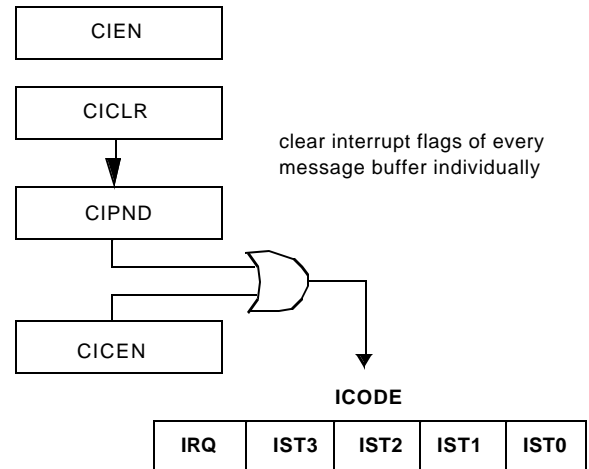 CIEN
CICLR
clear interrupt flags of every
message buffer individually
CIPND
CICEN
ICODE
IRQ IST3 IST2 IST1 IST0